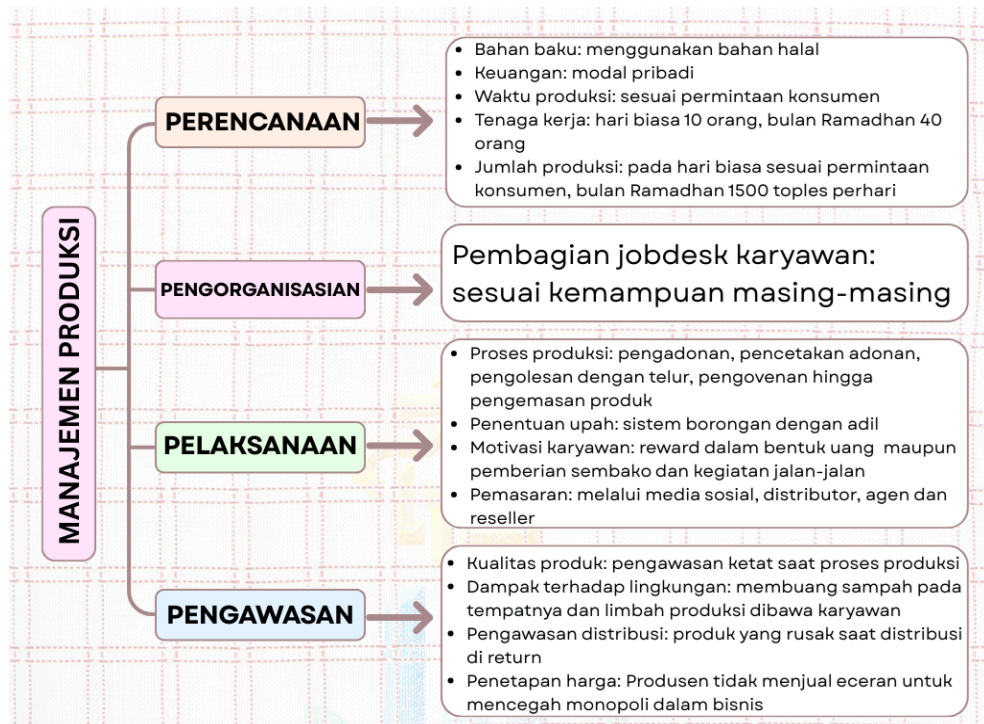 MANAJEMEN PRODUKSI
PERENCANAAN
• Bahan baku: menggunakan bahan halal
• Keuangan: modal pribadi
• Waktu produksi: sesuai permintaan konsumen
• Tenaga kerja: hari biasa 10 orang, bulan Ramadhan 40
orang
• Jumlah produksi: pada hari biasa sesuai permintaan
konsumen, bulan Ramadhan 1500 toples perhari
PENGORGANISASIAN
Pembagian jobdesk karyawan:
sesuai kemampuan masing-masing
PELAKSANAAN
• Proses produksi: pengadonan, pencetakan adonan,
pengolesan dengan telur, pengovenan hingga
pengemasan produk
• Penentuan upah: sistem borongan dengan adil
• Motivasi karyawan: reward dalam bentuk uang maupun
pemberian sembako dan kegiatan jalan-jalan
• Pemasaran: melalui media sosial, distributor, agen dan
reseller
PENGAWASAN
• Kualitas produk: pengawasan ketat saat proses produksi
• Dampak terhadap lingkungan: membuang sampah pada
tempatnya dan limbah produksi dibawa karyawan
• Pengawasan distribusi: produk yang rusak saat distribusi
di return
• Penetapan harga: Produsen tidak menjual eceran untuk
mencegah monopoli dalam bisnis